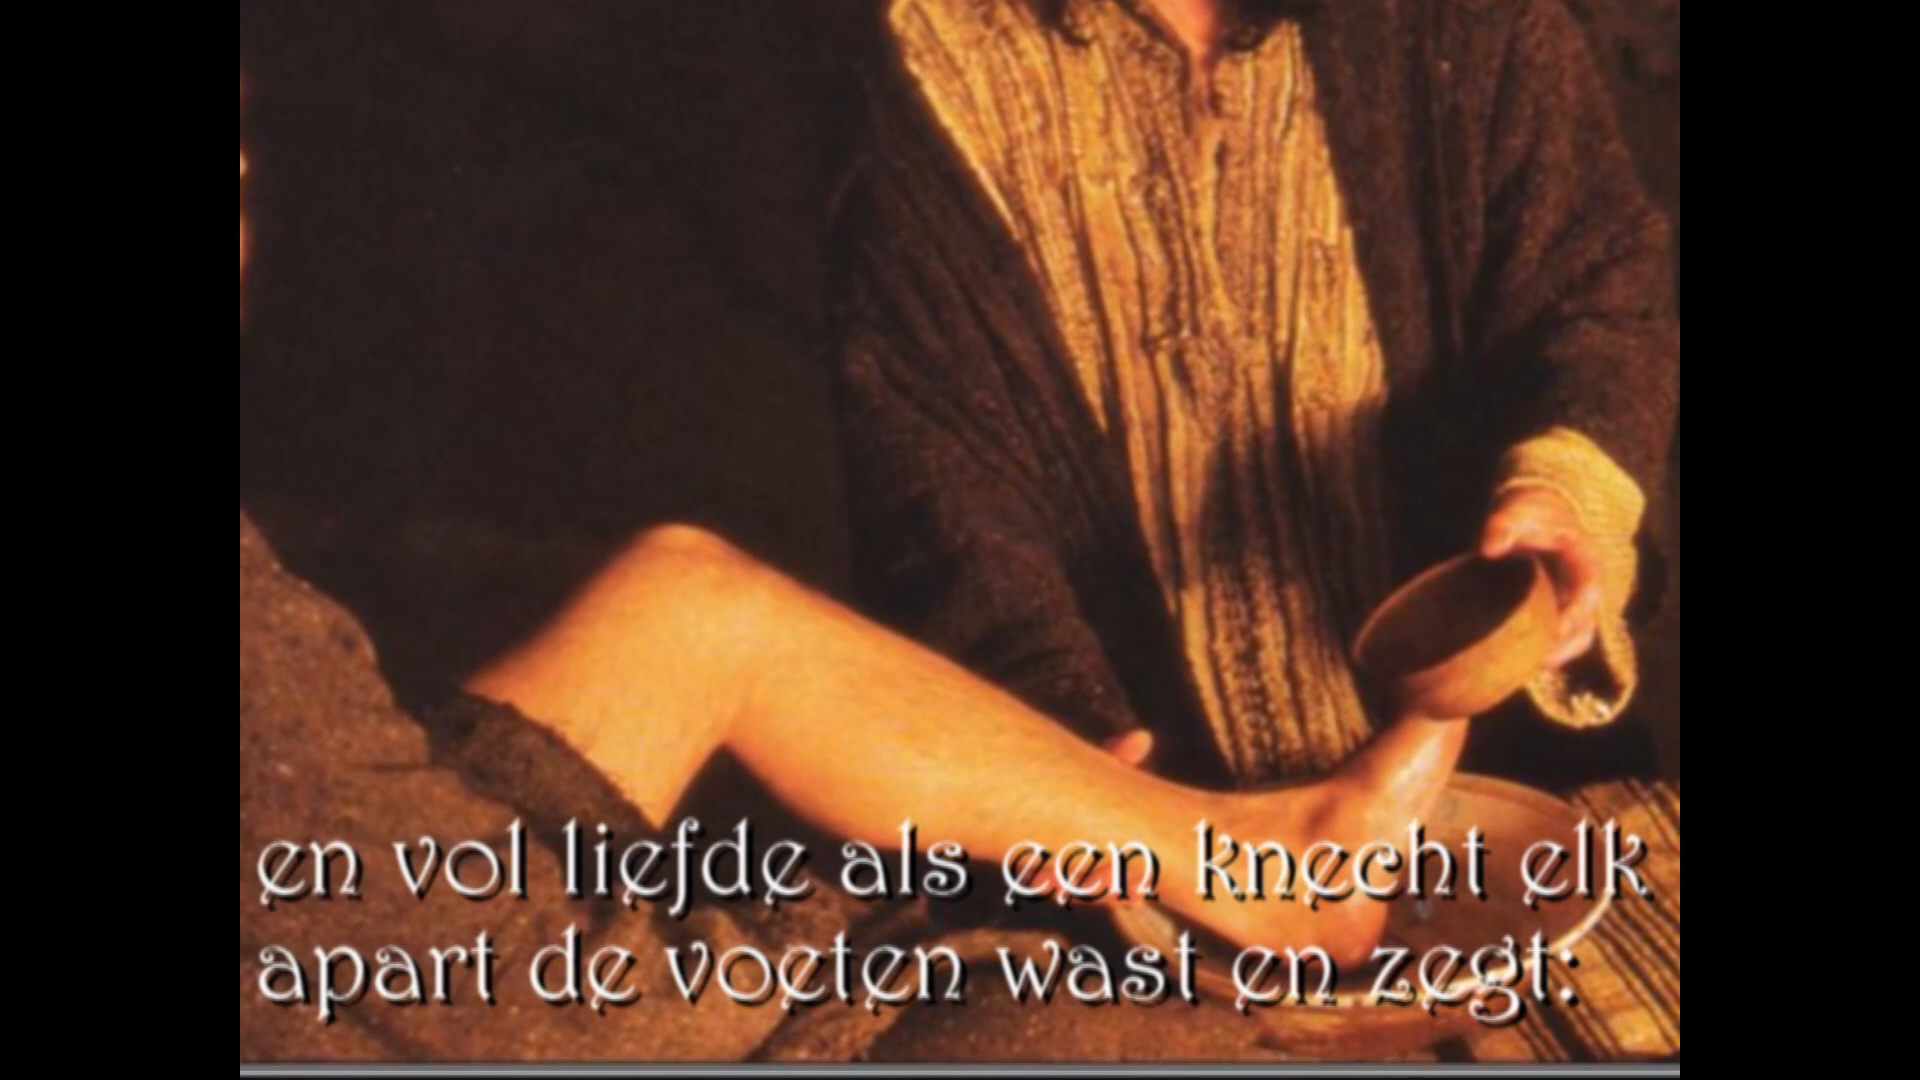 en vol liefde als een knecht elk
apart de voeten wast en zegt: